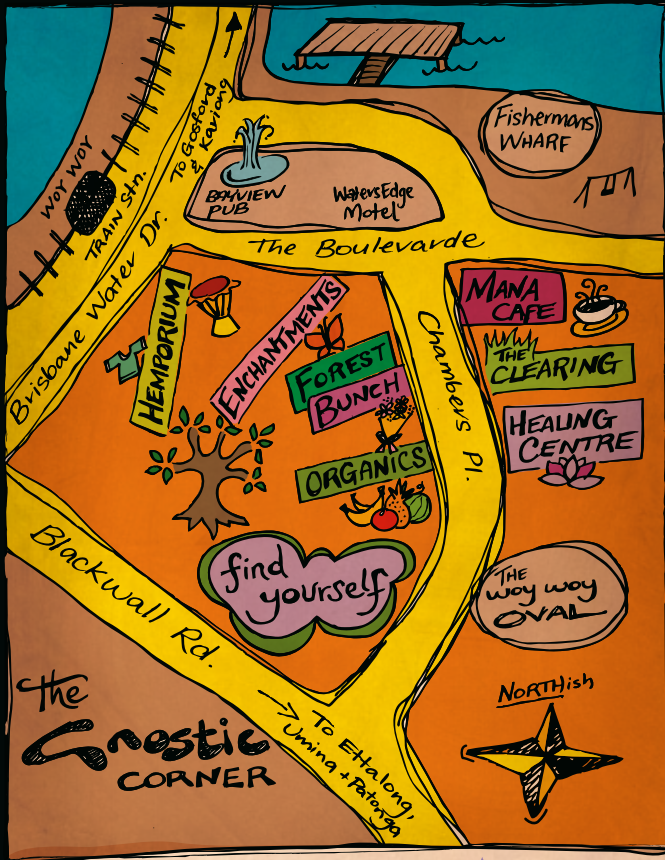 To Gosford
& Kariong
Fishermans
WHARF
WOY WOY
TRAIN Stn.
BAYVIEW
PUB
WatersEdge
Motel
The Boulevarde
Brisbane Water Dr.
HEMPORIUM
ENCHANTMENTS
FOREST
BUNCH
ORGANICS
Chambers Pl.
MANA
CAFE
THE
CLEARING
HEALING
CENTRE
find
yourself
THE
WOY WOY
OVAL
Blackwall Rd.
The
Gnostic
CORNER
To Ettalong,
Umina + Patonga
NORTHish